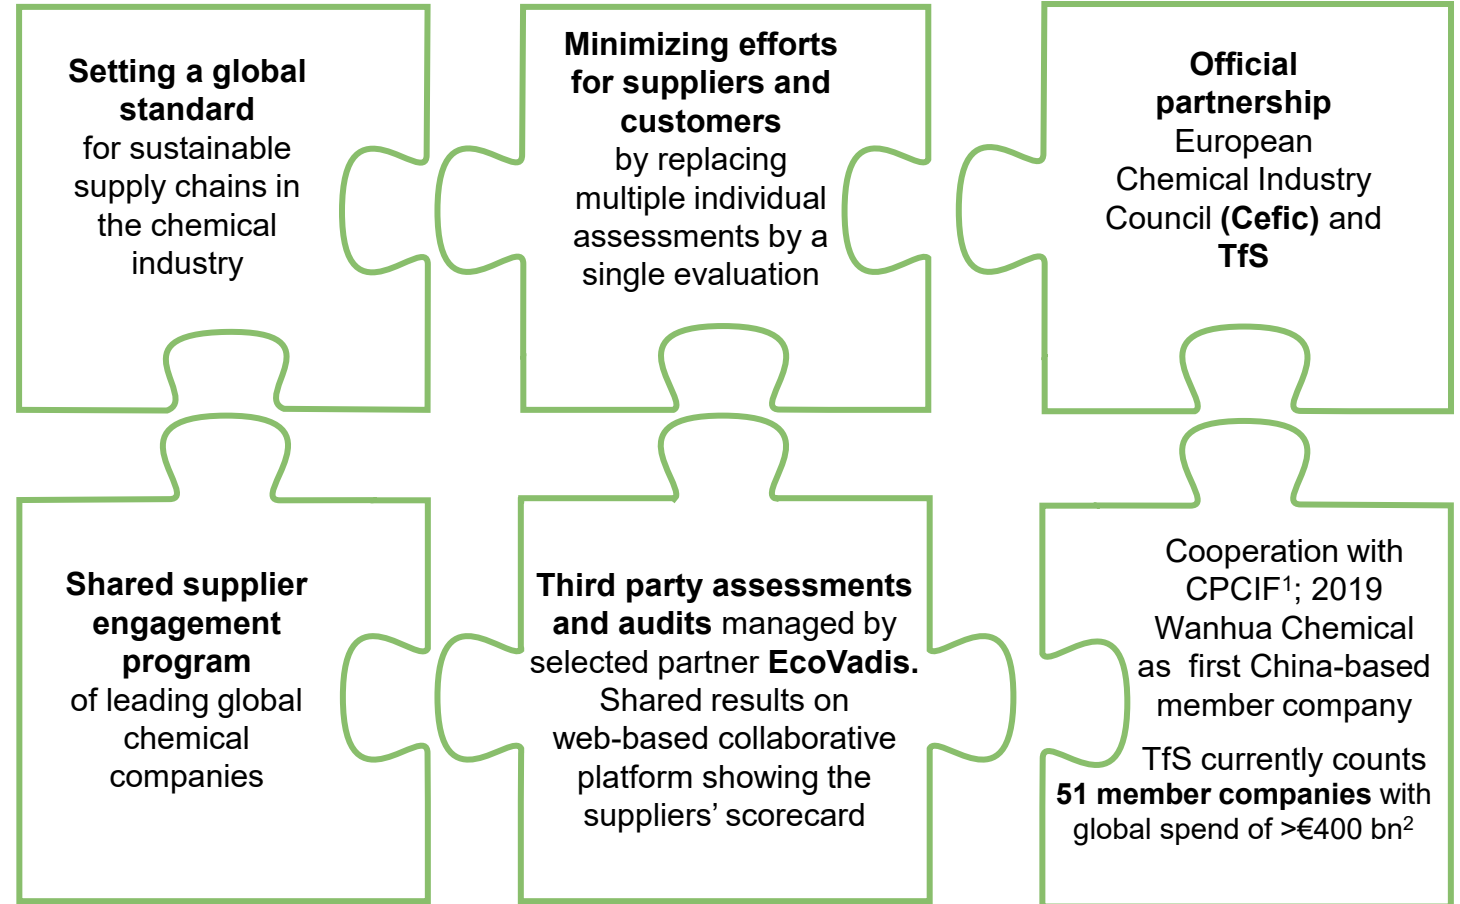 Setting a global
standard
for sustainable
supply chains in
the chemical
industry
Minimizing efforts
for suppliers and
customers
by replacing
multiple individual
assessments by a
single evaluation
Official
partnership
European
Chemical Industry
Council (Cefic) and
TfS
Shared supplier
engagement
program
of leading global
chemical
companies
Third party assessments
and audits managed by
selected partner EcoVadis.
Shared results on
web-based collaborative
platform showing the
suppliers’ scorecard
Cooperation with
CPCIF¹; 2019
Wanhua Chemical
as first China-based
member company
TfS currently counts
51 member companies with
global spend of >€400 bn²